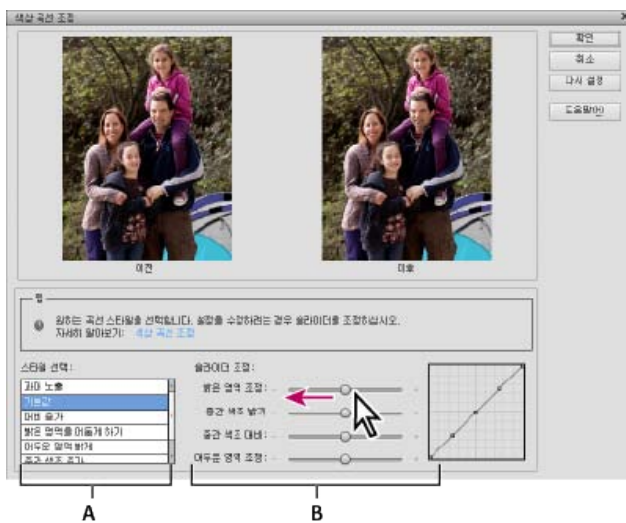 색상 곡선 조정
확인
취소
다시 설정
도움말(H)
이전
이후
팁
원하는 곡선 스타일을 선택합니다. 설정을 수정하려는 경우 슬라이더를 조정하십시오.
자세히 알아보기: 색상 곡선 조정
스타일 선택:
과다 노출
기본값
대비 증가
밝은 영역을 어둡게 하기
어두운 영역 밝게
중간 색조 증가
슬라이더 조정:
밝은 영역 조정:
중간 색조 밝기
중간 색조 대비:
어두운 영역 조정:
A
B